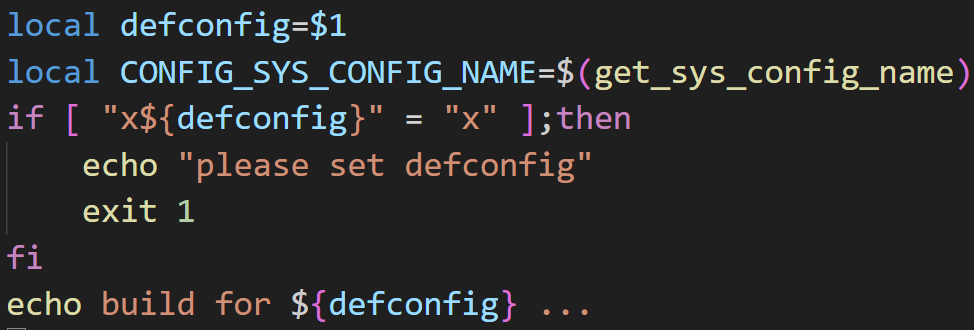 local defconfig=$1
local CONFIG_SYS_CONFIG_NAME=$(get_sys_config_name)
if [ "x${defconfig}" = "x" ];then
    echo "please set defconfig"
    exit 1
fi
echo build for ${defconfig} ...